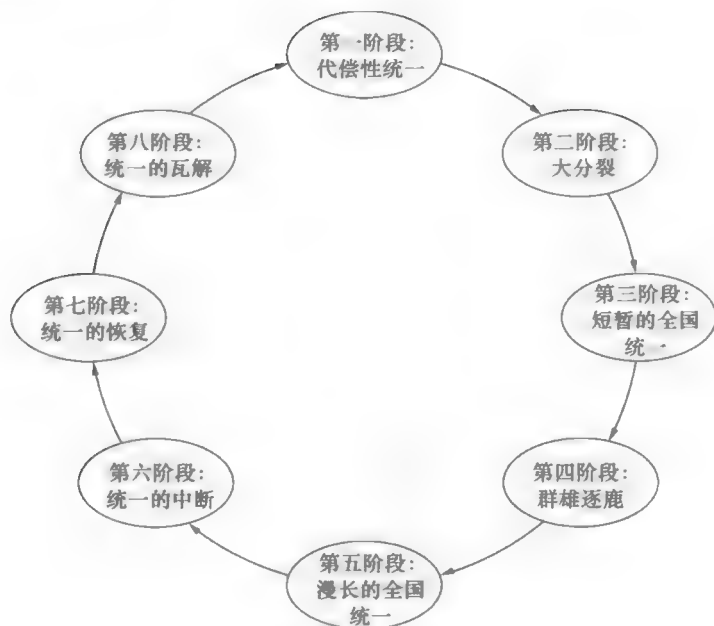 第一阶段：
代偿性统一
第二阶段：
大分裂
第三阶段：
短暂的全国
统一
第四阶段：
群雄逐鹿
第五阶段：
漫长的全国
统一
第六阶段：
统一的中断
第七阶段：
统一的恢复
第八阶段：
统一的瓦解